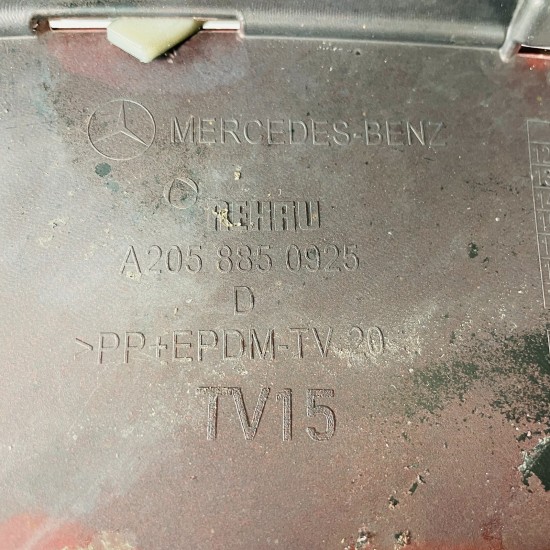 MERCEDES-BENZ
REHAU
A205 885 0925
D
>PP+EPDM-TV 20
TV15